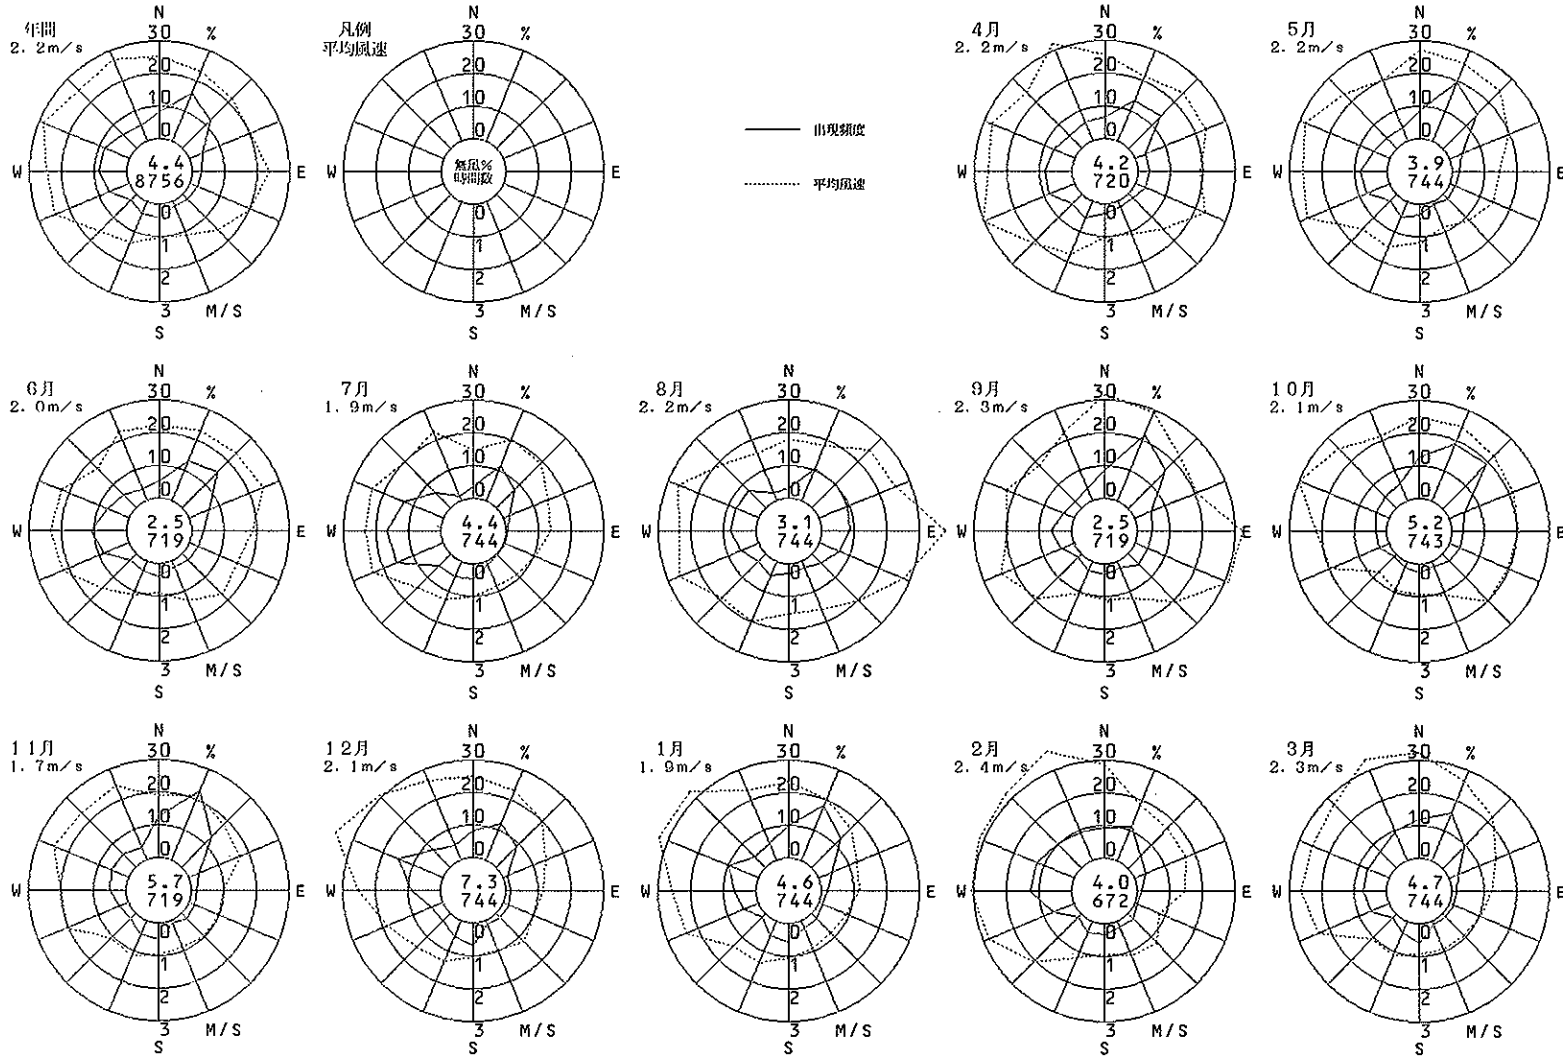 年間
2.2m/s
N
30 %
20
10
0
W
4.4
8756
E
0
1
2
3 M/S
S
凡例
平均風速
N
30 %
20
10
0
W
無風%
時間数
E
0
1
2
3 M/S
S
出現頻度
平均風速
4月
2.2m/s
N
30 %
20
10
0
W
4.2
720
E
0
1
2
3 M/S
S
5月
2.2m/s
N
30 %
20
10
0
W
3.9
744
E
0
1
2
3 M/S
S
6月
2.0m/s
N
30 %
20
10
0
W
2.5
719
E
0
1
2
3 M/S
S
7月
1.9m/s
N
30 %
20
10
0
W
4.4
744
E
0
1
2
3 M/S
S
8月
2.2m/s
N
30 %
20
10
0
W
3.1
744
E
0
1
2
3 M/S
S
9月
2.3m/s
N
30 %
20
10
0
W
2.5
719
E
0
1
2
3 M/S
S
10月
2.1m/s
N
30 %
20
10
0
W
5.2
743
E
0
1
2
3 M/S
S
11月
1.7m/s
N
30 %
20
10
0
W
5.7
719
E
0
1
2
3 M/S
S
12月
2.1m/s
N
30 %
20
10
0
W
7.3
744
E
0
1
2
3 M/S
S
1月
1.9m/s
N
30 %
20
10
0
W
4.6
744
E
0
1
2
3 M/S
S
2月
2.4m/s
N
30 %
20
10
0
W
4.0
672
E
0
1
2
3 M/S
S
3月
2.3m/s
N
30 %
20
10
0
W
4.7
744
E
0
1
2
3 M/S
S